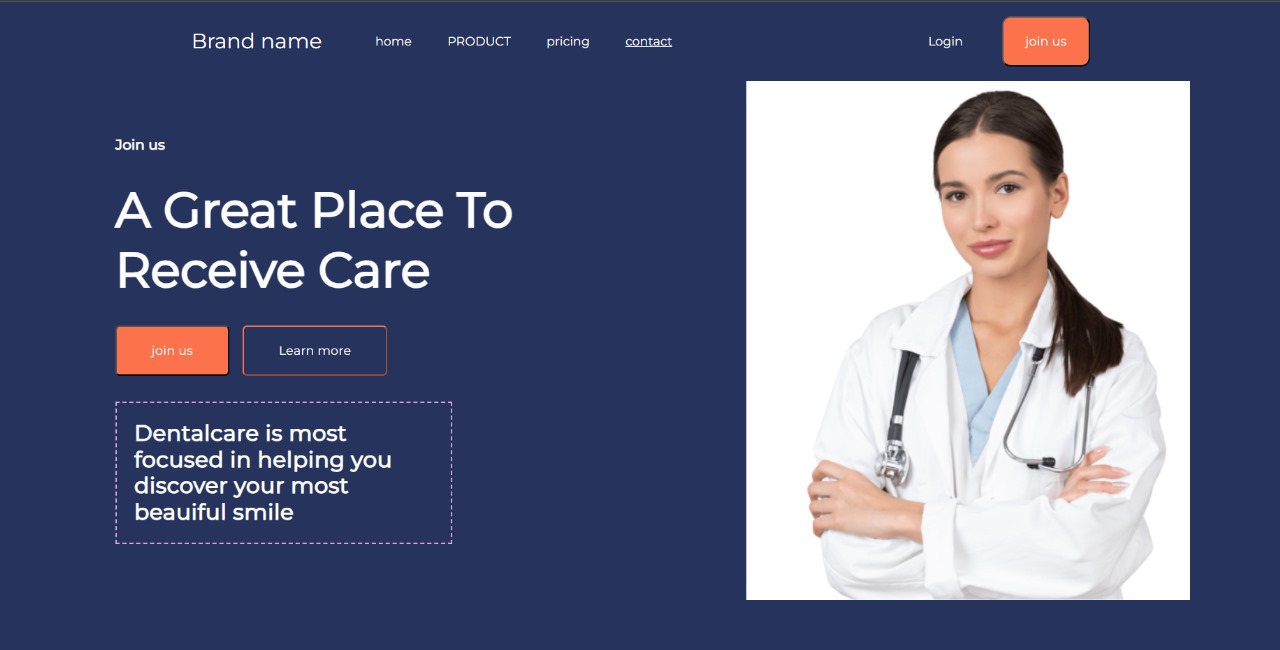 Brand name
home
PRODUCT
pricing
contact
Login
join us
Join us
A Great Place To
Receive Care
join us
Learn more
Dentalcare is most
focused in helping you
discover your most
beauiful smile